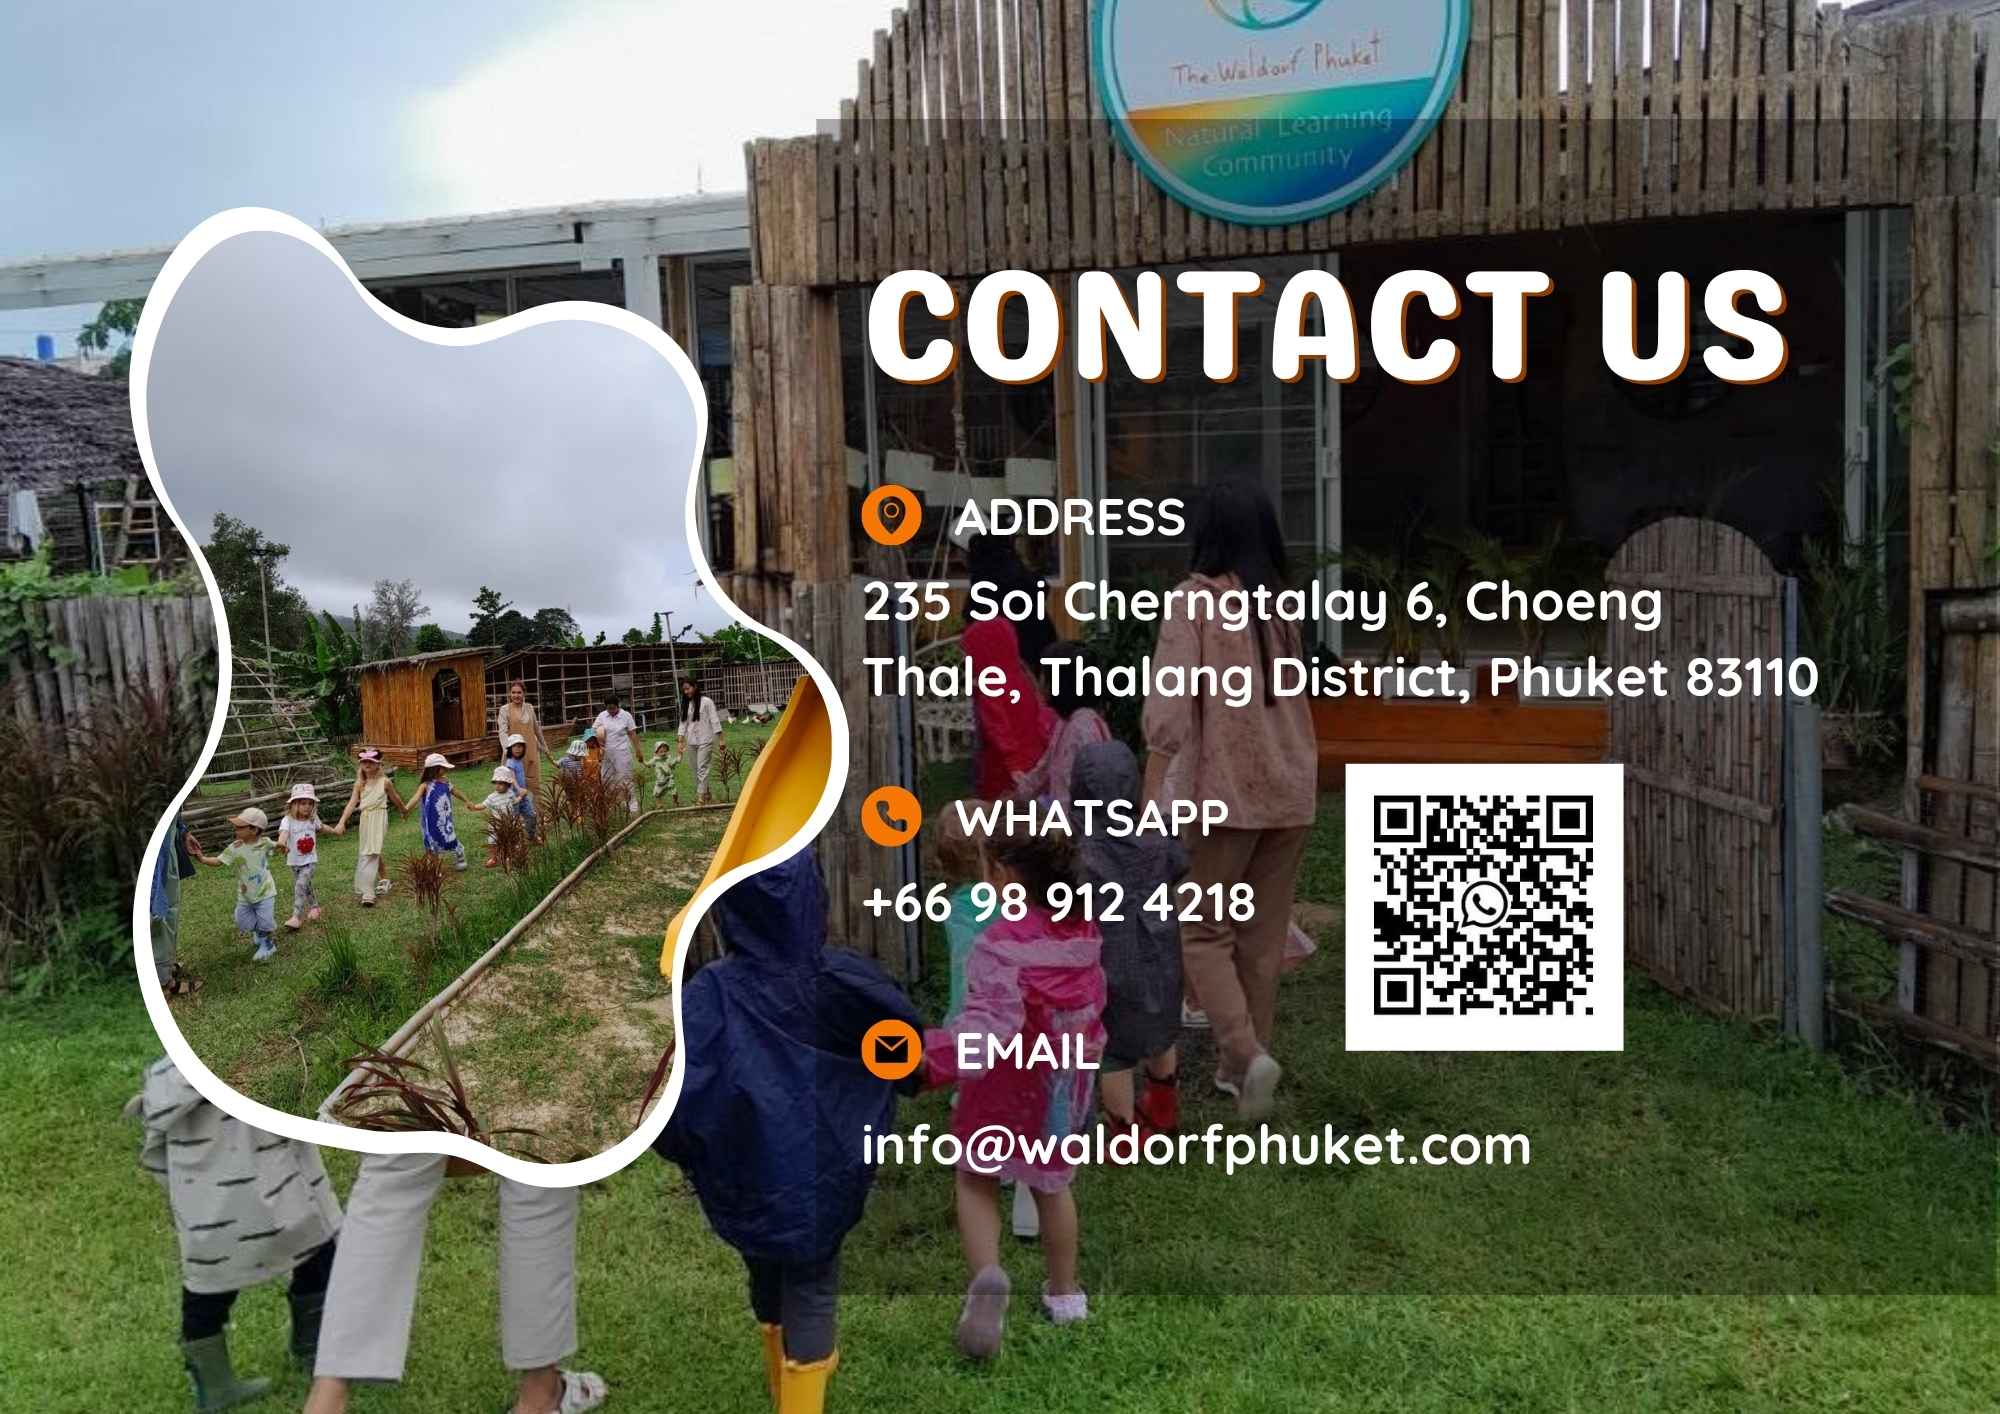 The Waldorf Phuket
Natural Learning
Community
CONTACT US
ADDRESS
235 Soi Cherngtalay 6, Choeng
Thale, Thalang District, Phuket 83110
WHATSAPP
+66 98 912 4218
EMAIL
info@waldorfphuket.com